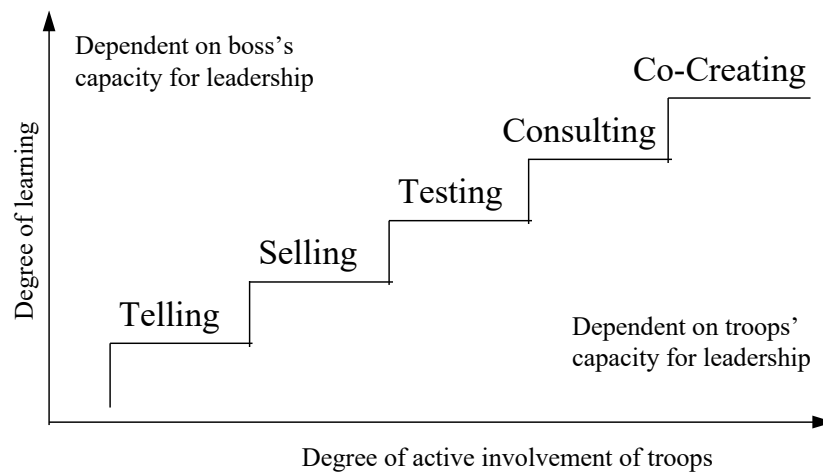 Dependent on boss’s
capacity for leadership
Co-Creating
Consulting
Testing
Selling
Telling
Degree of learning
Dependent on troops’
capacity for leadership
Degree of active involvement of troops